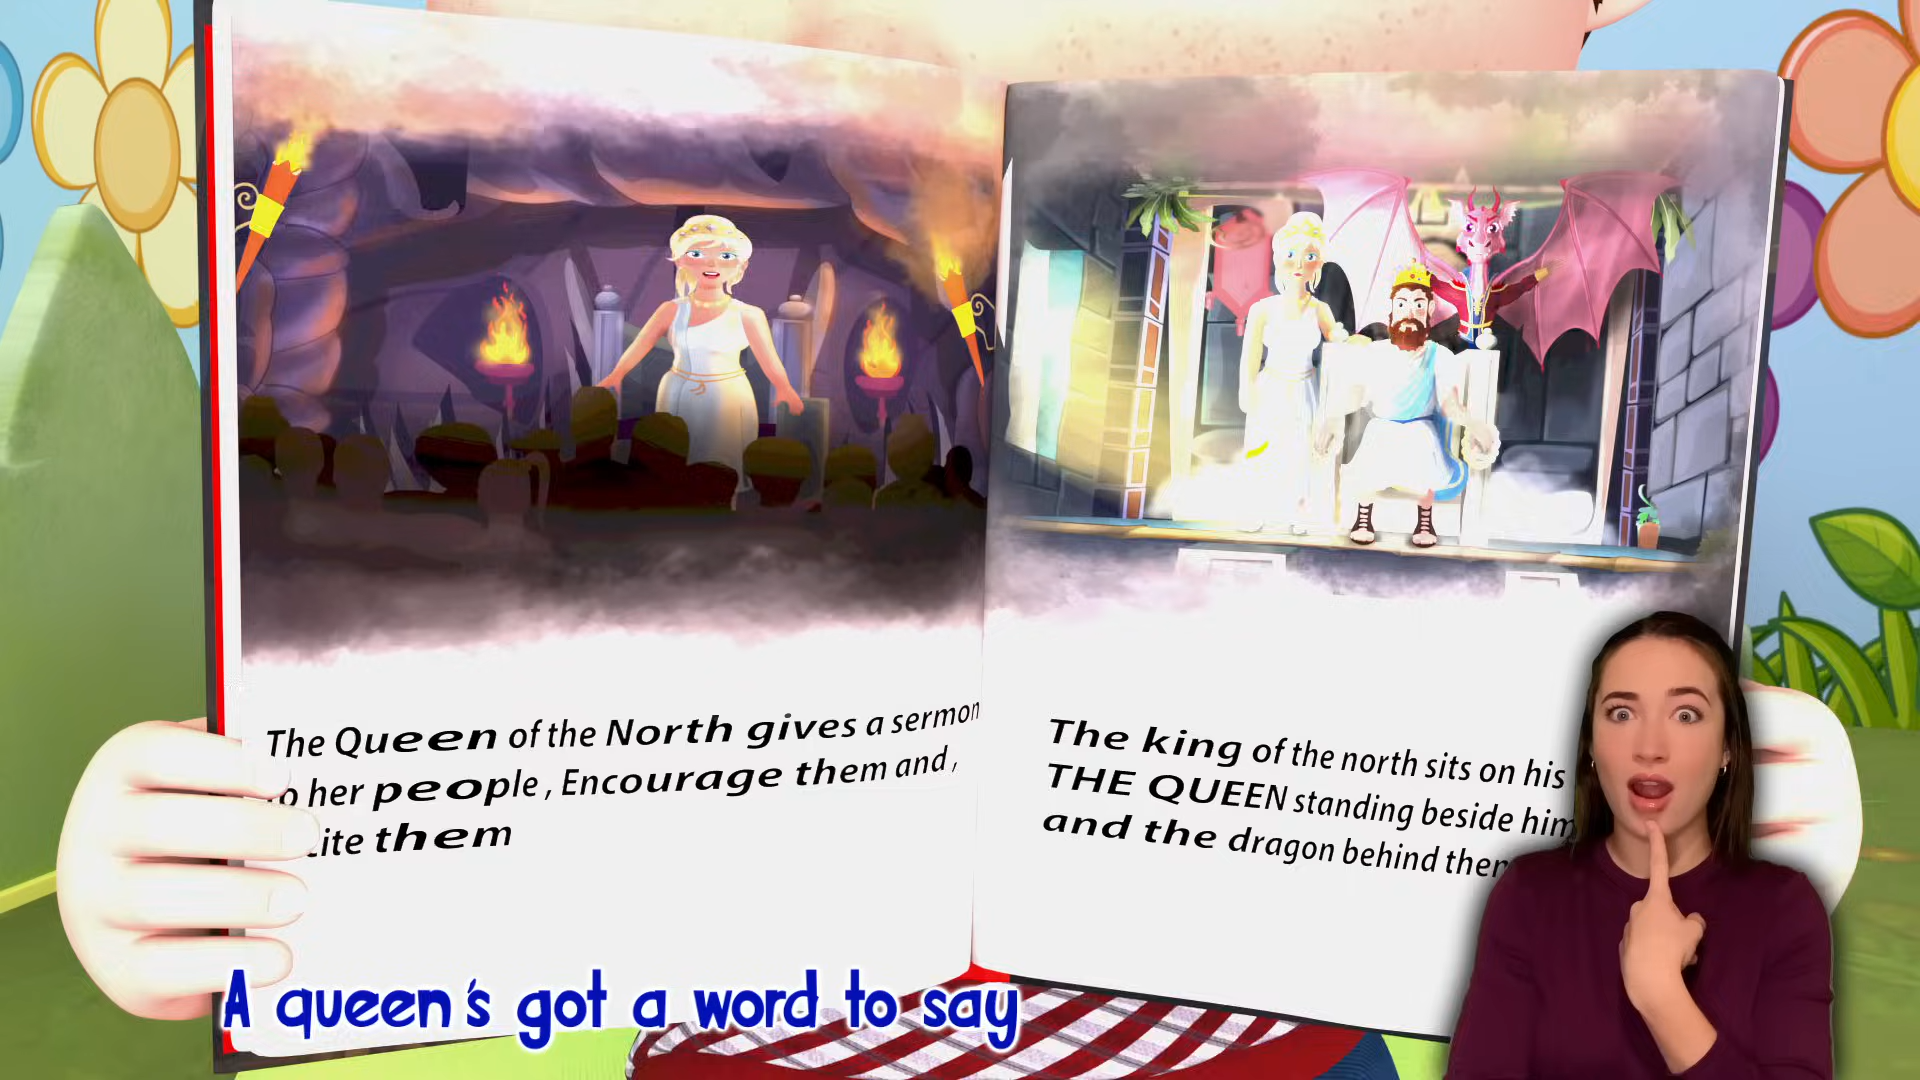 The Queen of the North gives a sermon
her people, Encourage them and,
them
The king of the north sits on his
THE QUEEN standing beside him
and the dragon behind
A queen's got a word to say